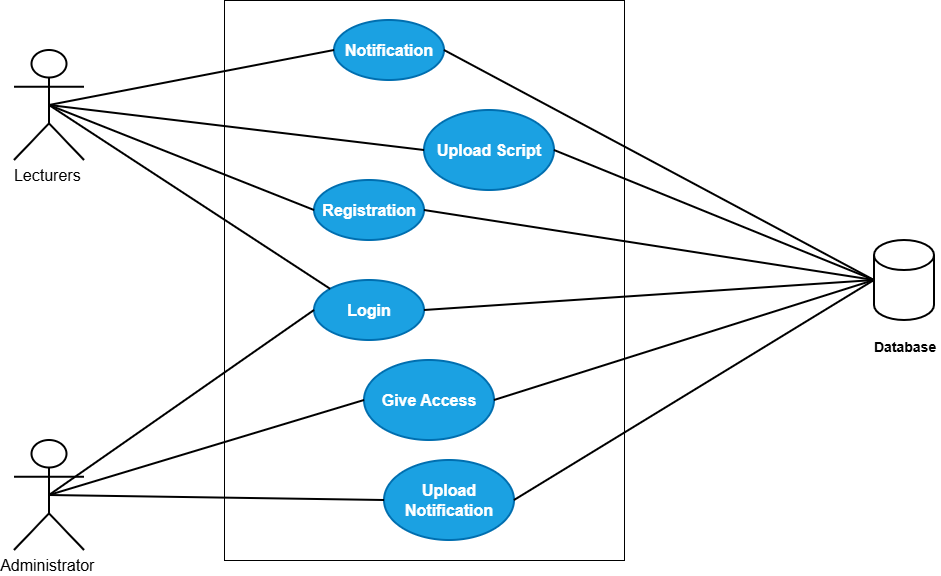 Notification
Upload Script
Lecturers
Registration
Login
Database
Give Access
Upload
Notification
Administrator